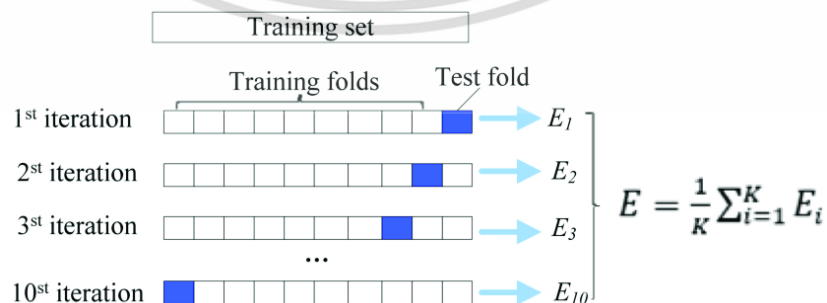 Training set
Training folds
Test fold
1st iteration
E1
2st iteration
E2
3st iteration
E3
...
10st iteration
E10
E = 1/K ∑_{i=1}^{K} E_i